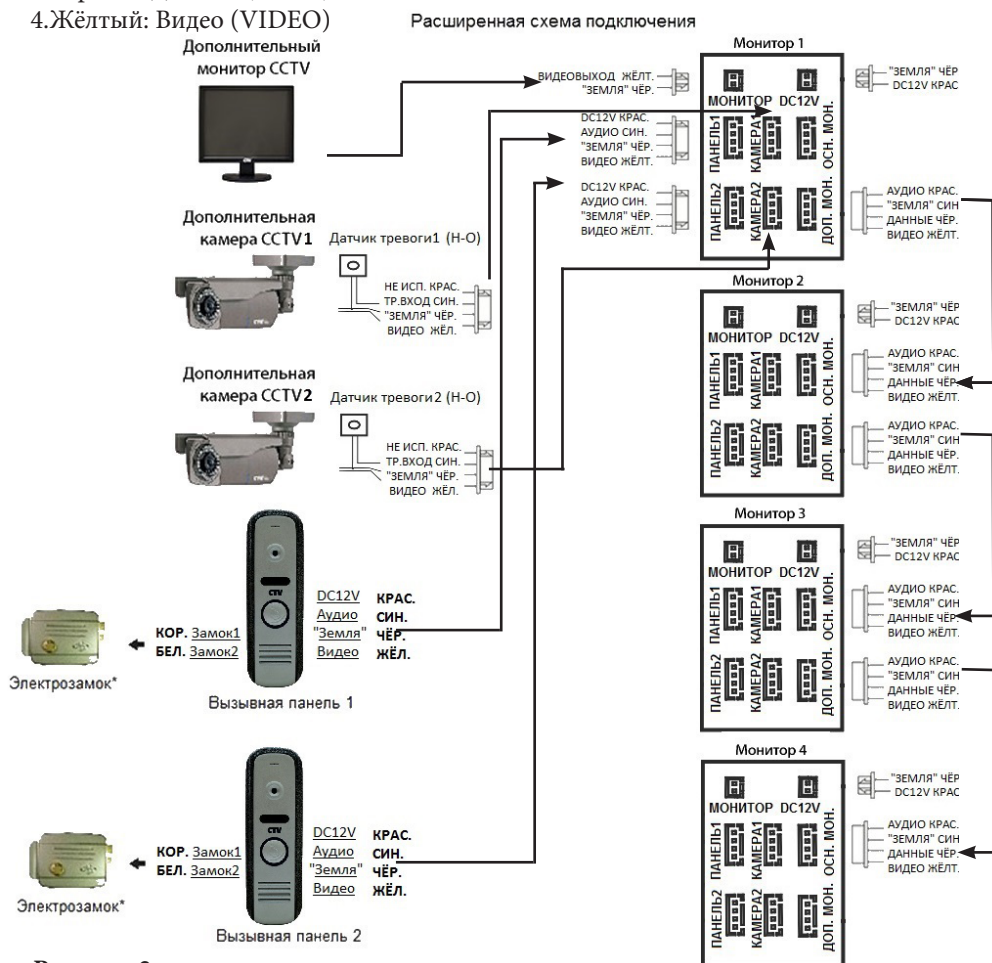 4.Жёлтый: Видео (VIDEO)
Расширенная схема подключения
Дополнительный
монитор CCTV
ВИДЕОВЫХОД ЖЁЛТ.
"ЗЕМЛЯ" ЧЁР.
DC12V КРАС.
АУДИО СИН.
"ЗЕМЛЯ" ЧЁР.
ВИДЕО ЖЁЛТ.
DC12V КРАС.
АУДИО СИН.
"ЗЕМЛЯ" ЧЁР.
ВИДЕО ЖЁЛТ.
Монитор 1
МОНИТОР DC12V
ПАНЕЛЬ1
КАМЕРА1
ОСН. МОН.
ПАНЕЛЬ2
КАМЕРА2
ДОП. МОН.
"ЗЕМЛЯ" ЧЁР
DC12V КРАС
АУДИО КРАС.
"ЗЕМЛЯ" СИН
ДАННЫЕ ЧЁР.
ВИДЕО ЖЁЛТ.
Дополнительная
камера CCTV1
Датчик тревоги1 (Н-О)
НЕ ИСП. КРАС.
ТР.ВХОД СИН.
"ЗЕМЛЯ" ЧЁР.
ВИДЕО ЖЁЛ.
Монитор 2
МОНИТОР DC12V
ПАНЕЛЬ1
КАМЕРА1
ОСН. МОН.
ПАНЕЛЬ2
КАМЕРА2
ДОП. МОН.
"ЗЕМЛЯ" ЧЁР
DC12V КРАС
АУДИО КРАС.
"ЗЕМЛЯ" СИН
ДАННЫЕ ЧЁР.
ВИДЕО ЖЁЛТ.
АУДИО КРАС.
"ЗЕМЛЯ" СИН
ДАННЫЕ ЧЁР.
ВИДЕО ЖЁЛТ.
Дополнительная
камера CCTV2
Датчик тревоги2 (Н-О)
НЕ ИСП. КРАС.
ТР.ВХОД СИН.
"ЗЕМЛЯ" ЧЁР.
ВИДЕО ЖЁЛ.
Монитор 3
МОНИТОР DC12V
ПАНЕЛЬ1
КАМЕРА1
ОСН. МОН.
ПАНЕЛЬ2
КАМЕРА2
ДОП. МОН.
"ЗЕМЛЯ" ЧЁР
DC12V КРАС
АУДИО КРАС.
"ЗЕМЛЯ" СИН
ДАННЫЕ ЧЁР.
ВИДЕО ЖЁЛТ.
АУДИО КРАС.
"ЗЕМЛЯ" СИН
ДАННЫЕ ЧЁР.
ВИДЕО ЖЁЛТ.
CTV
DC12V КРАС.
Аудио СИН.
"Земля" ЧЁР.
Видео ЖЁЛ.
КОР. Замок1
БЕЛ. Замок2
Электрозамок*
Вызывная панель 1
Монитор 4
МОНИТОР DC12V
ПАНЕЛЬ1
КАМЕРА1
ОСН. МОН.
ПАНЕЛЬ2
КАМЕРА2
ДОП. МОН.
"ЗЕМЛЯ" ЧЁР
DC12V КРАС
АУДИО КРАС.
"ЗЕМЛЯ" СИН
ДАННЫЕ ЧЁР.
ВИДЕО ЖЁЛТ.
CTV
DC12V КРАС.
Аудио СИН.
"Земля" ЧЁР.
Видео ЖЁЛ.
КОР. Замок1
БЕЛ. Замок2
Электрозамок*
Вызывная панель 2